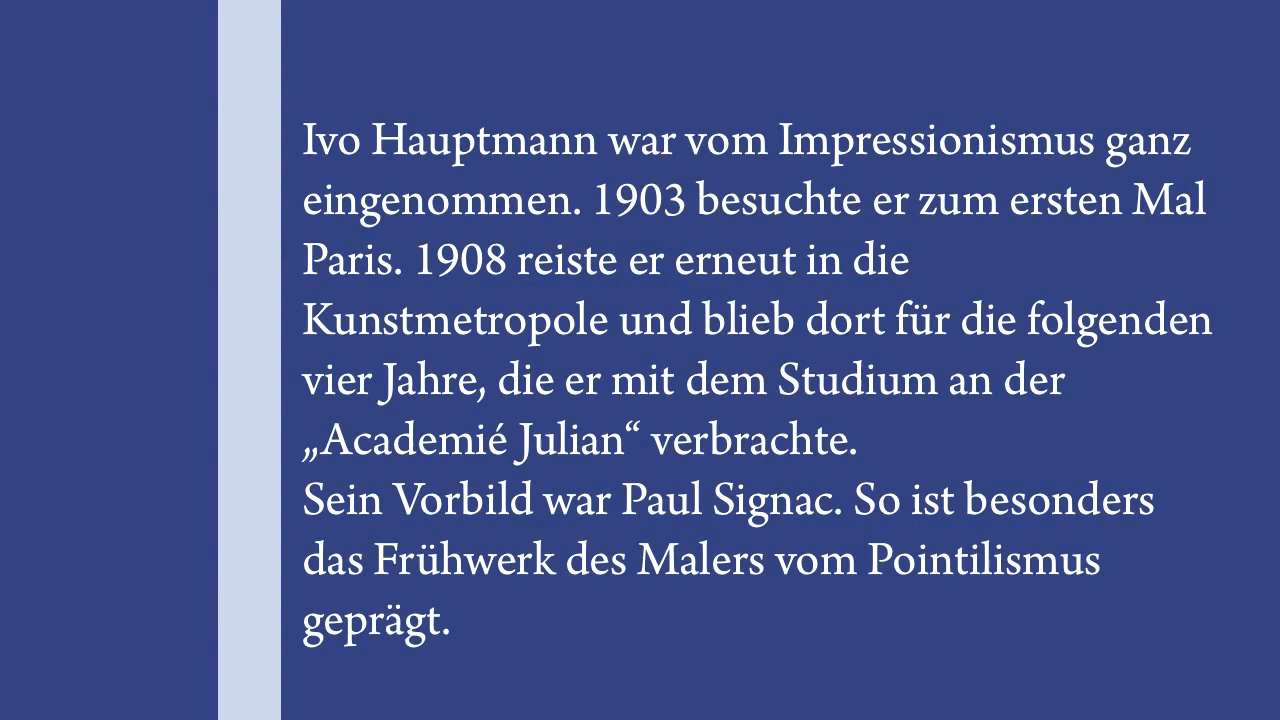 Ivo Hauptmann war vom Impressionismus ganz
eingenommen. 1903 besuchte er zum ersten Mal
Paris. 1908 reiste er erneut in die
Kunstmetropole und blieb dort für die folgenden
vier Jahre, die er mit dem Studium an der
„Academié Julian“ verbrachte.
Sein Vorbild war Paul Signac. So ist besonders
das Frühwerk des Malers vom Pointilismus
geprägt.